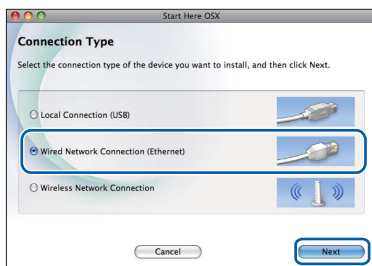 Start Here OSX
Connection Type
Select the connection type of the device you want to install, and then click Next.
Local Connection (USB)
Wired Network Connection (Ethernet)
Wireless Network Connection
Cancel
Next